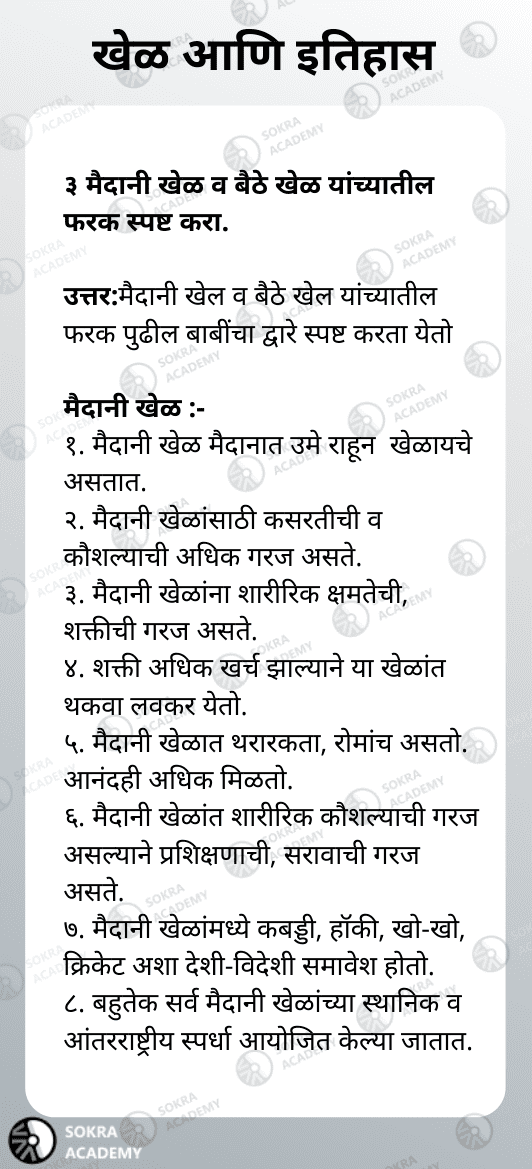 खेळ आणि इतिहास
३ मैदानी खेळ व बैठे खेळ यांच्यातील
फरक स्पष्ट करा.
उत्तर:मैदानी खेल व बैठे खेल यांच्यातील
फरक पुढील बाबींचा द्वारे स्पष्ट करता येतो
मैदानी खेळ :-
१. मैदानी खेळ मैदानात उमे राहून खेळायचे
असतात.
२. मैदानी खेळांसाठी कसरतीची व
कौशल्याची अधिक गरज असते.
३. मैदानी खेळांना शारीरिक क्षमतेची,
शक्तीची गरज असते.
४. शक्ती अधिक खर्च झाल्याने या खेळांत
थकवा लवकर येतो.
५. मैदानी खेळात थरारकता, रोमांच असतो.
आनंदही अधिक मिळतो.
६. मैदानी खेळांत शारीरिक कौशल्याची गरज
असल्याने प्रशिक्षणाची, सरावाची गरज
असते.
७. मैदानी खेळांमध्ये कबड्डी, हॉकी, खो-खो,
क्रिकेट अशा देशी-विदेशी समावेश होतो.
८. बहुतेक सर्व मैदानी खेळांच्या स्थानिक व
आंतरराष्ट्रीय स्पर्धा आयोजित केल्या जातात.
SOKRA
ACADEMY